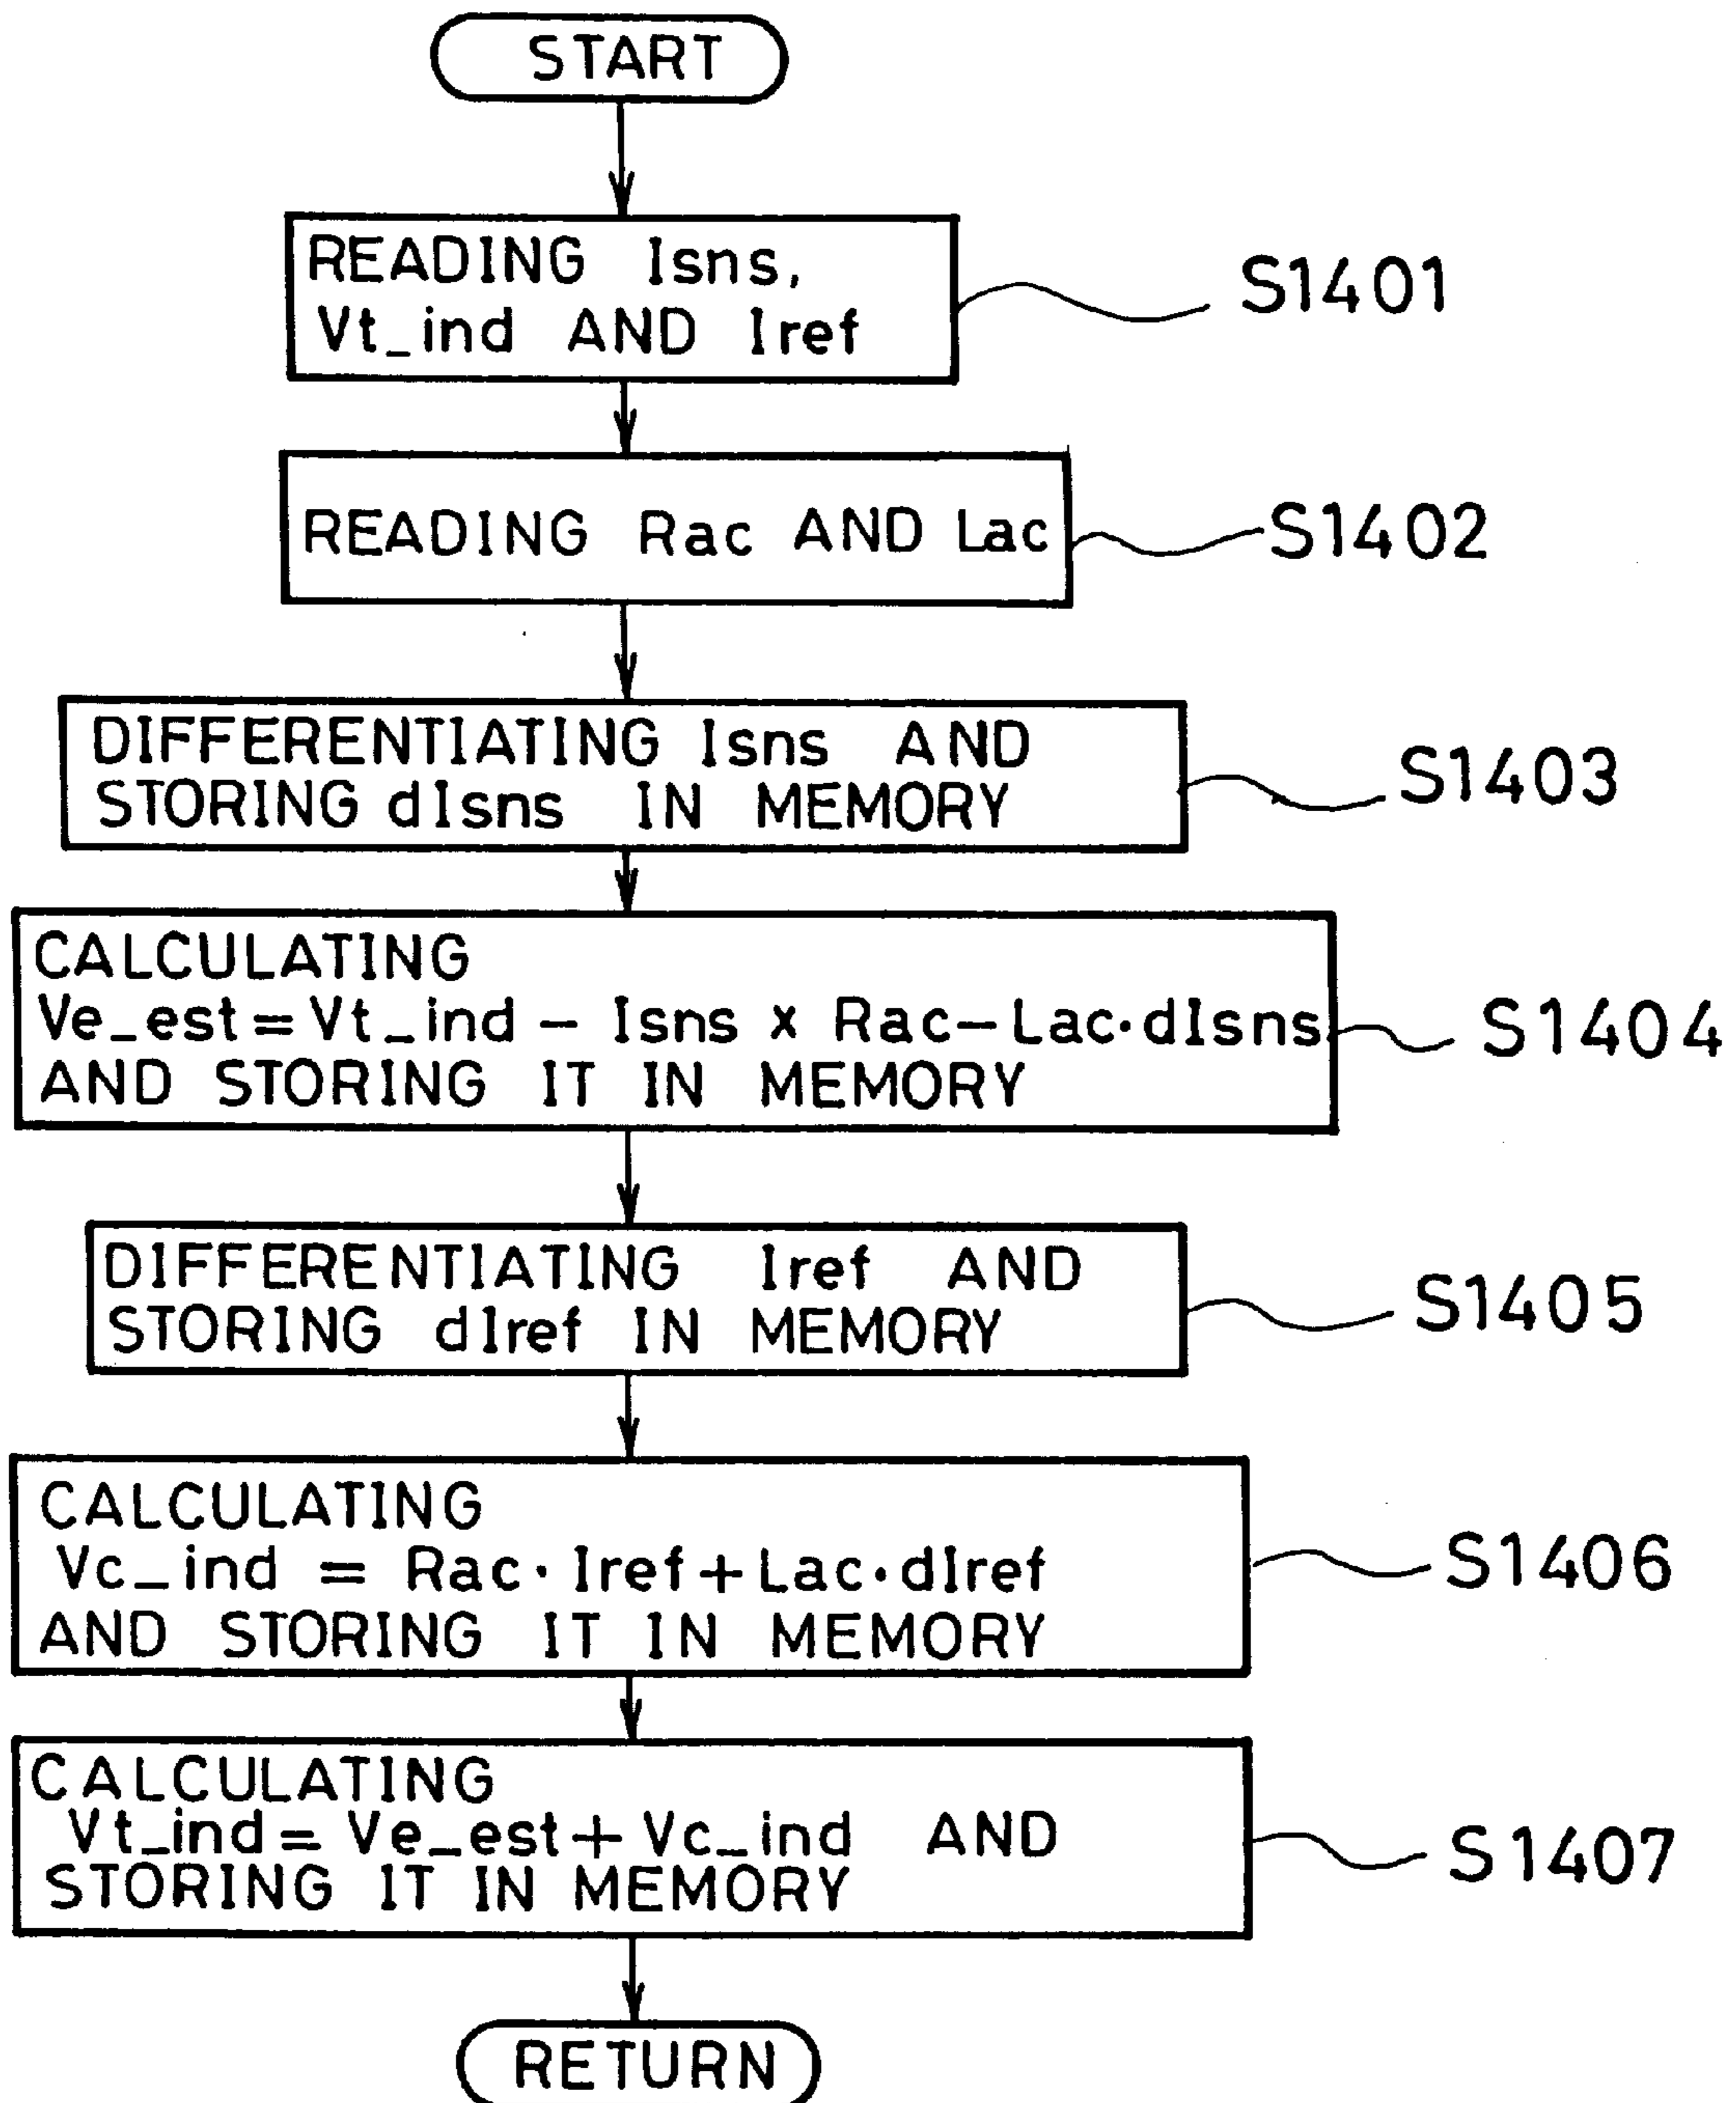 START
READING Isns,
Vt_ind AND Iref
S1401
READING Rac AND Lac
S1402
DIFFERENTIATING Isns AND
STORING dIsns IN MEMORY
S1403
CALCULATING
Ve_est = Vt_ind - Isns x Rac-Lac·dIsns
AND STORING IT IN MEMORY
S1404
DIFFERENTIATING Iref AND
STORING dIref IN MEMORY
S1405
CALCULATING
Vc_ind = Rac· Iref+Lac·dIref
AND STORING IT IN MEMORY
S1406
CALCULATING
Vt_ind = Ve_est + Vc_ind AND
STORING IT IN MEMORY
S1407
RETURN